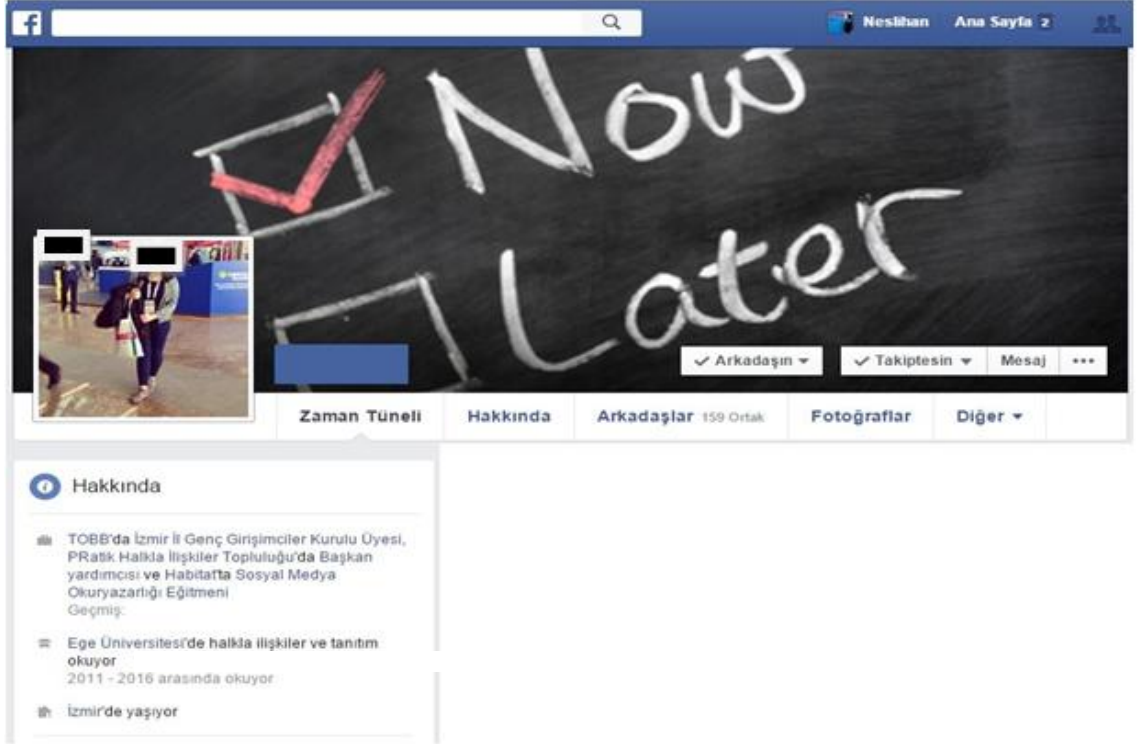 f
Neslihan Ana Sayfa 2
Now
Later
Arkadaşın Takiptesin Mesaj
Zaman Tüneli Hakkında Arkadaşlar 159 Ortak Fotoğraflar Diğer
Hakkında
TOBB'da İzmir İl Genç Girişimciler Kurulu Üyesi,
PRatik Halkla İlişkiler Topluluğu'da Başkan
yardımcısı ve Habitat'ta Sosyal Medya
Okuryazarlığı Eğitmeni
Geçmiş:
Ege Üniversitesi'de halkla ilişkiler ve tanıtım
okuyor
2011 - 2016 arasında okuyor
İzmir'de yaşıyor